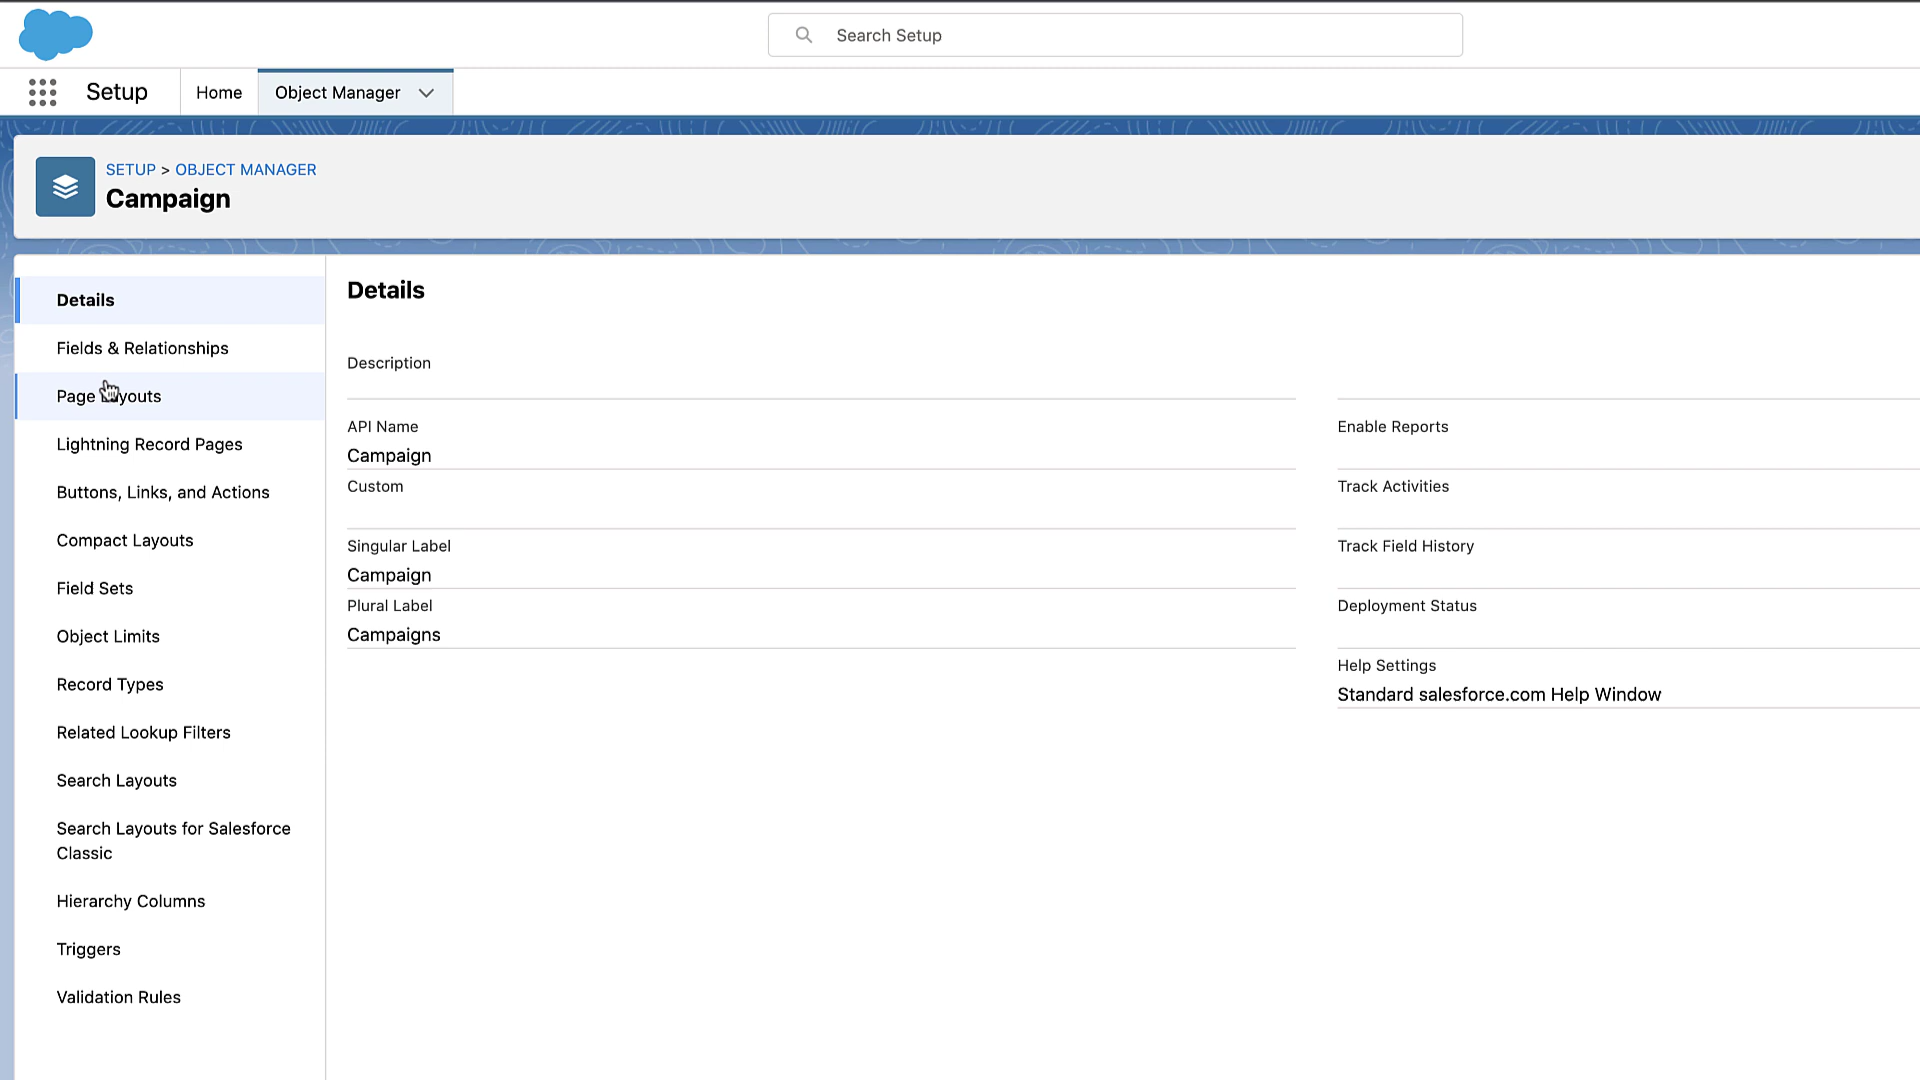 Search Setup
Setup
Home
Object Manager
SETUP > OBJECT MANAGER
Campaign
Details
Fields & Relationships
Page Layouts
Lightning Record Pages
Buttons, Links, and Actions
Compact Layouts
Field Sets
Object Limits
Record Types
Related Lookup Filters
Search Layouts
Search Layouts for Salesforce
Classic
Hierarchy Columns
Triggers
Validation Rules
Details
Description
API Name
Campaign
Custom
Singular Label
Campaign
Plural Label
Campaigns
Enable Reports
Track Activities
Track Field History
Deployment Status
Help Settings
Standard salesforce.com Help Window